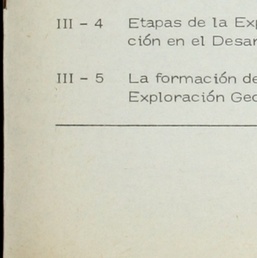 III - 4 Etapas de la Exp
ción en el Desar
III - 5 La formación de
Exploración Geo